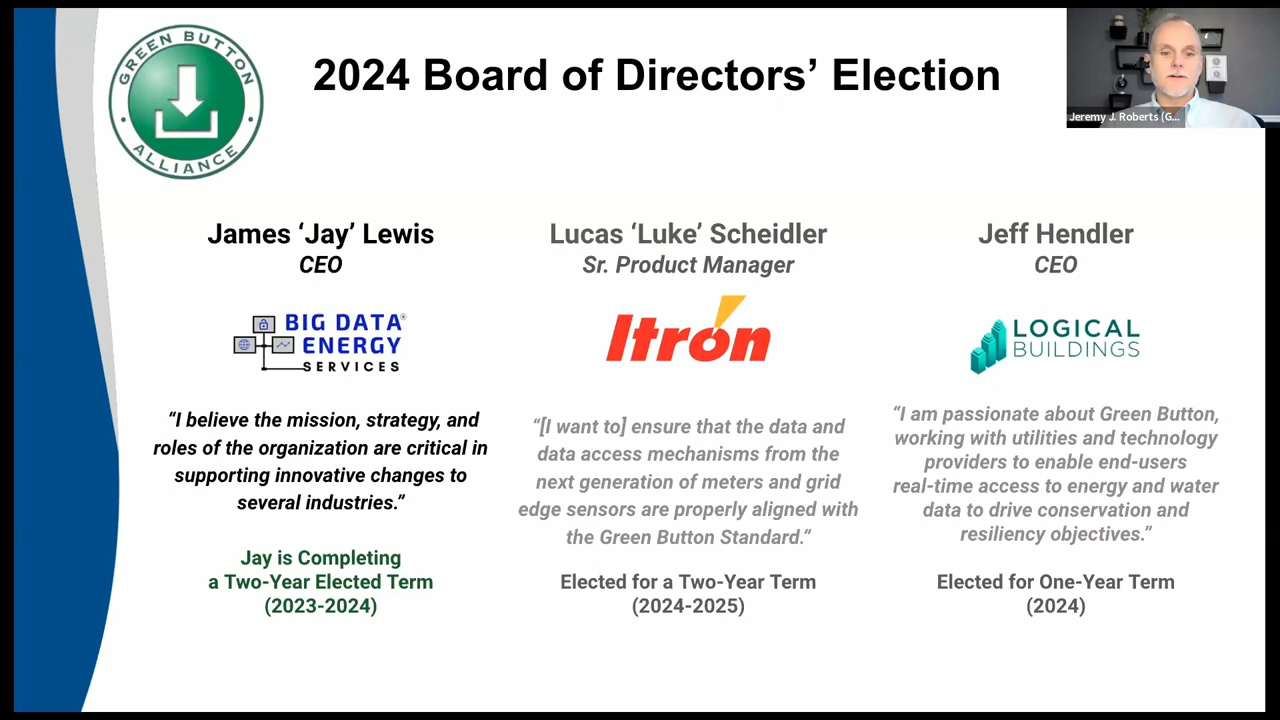 GREEN BUTTON
ALLIANCE
2024 Board of Directors’ Election
Jeremy J. Roberts (G...
James ‘Jay’ Lewis
CEO
BIG DATA®
ENERGY
SERVICES
“I believe the mission, strategy, and
roles of the organization are critical in
supporting innovative changes to
several industries.”
Jay is Completing
a Two-Year Elected Term
(2023-2024)
Lucas ‘Luke’ Scheidler
Sr. Product Manager
Itron
“[I want to] ensure that the data and
data access mechanisms from the
next generation of meters and grid
edge sensors are properly aligned with
the Green Button Standard.”
Elected for a Two-Year Term
(2024-2025)
Jeff Hendler
CEO
LOGICAL
BUILDINGS
“I am passionate about Green Button,
working with utilities and technology
providers to enable end-users
real-time access to energy and water
data to drive conservation and
resiliency objectives.”
Elected for One-Year Term
(2024)